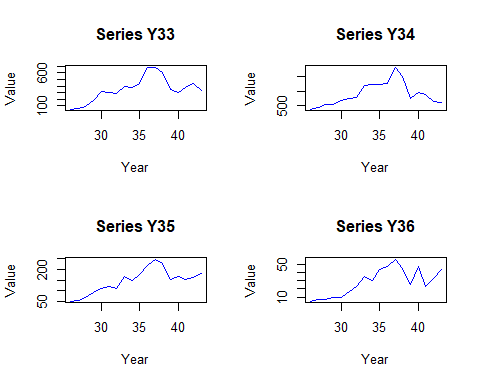 Series Y33
Value
100 600
30 35 40
Year
Series Y34
Value
500
30 35 40
Year
Series Y35
Value
50 200
30 35 40
Year
Series Y36
Value
10 50
30 35 40
Year